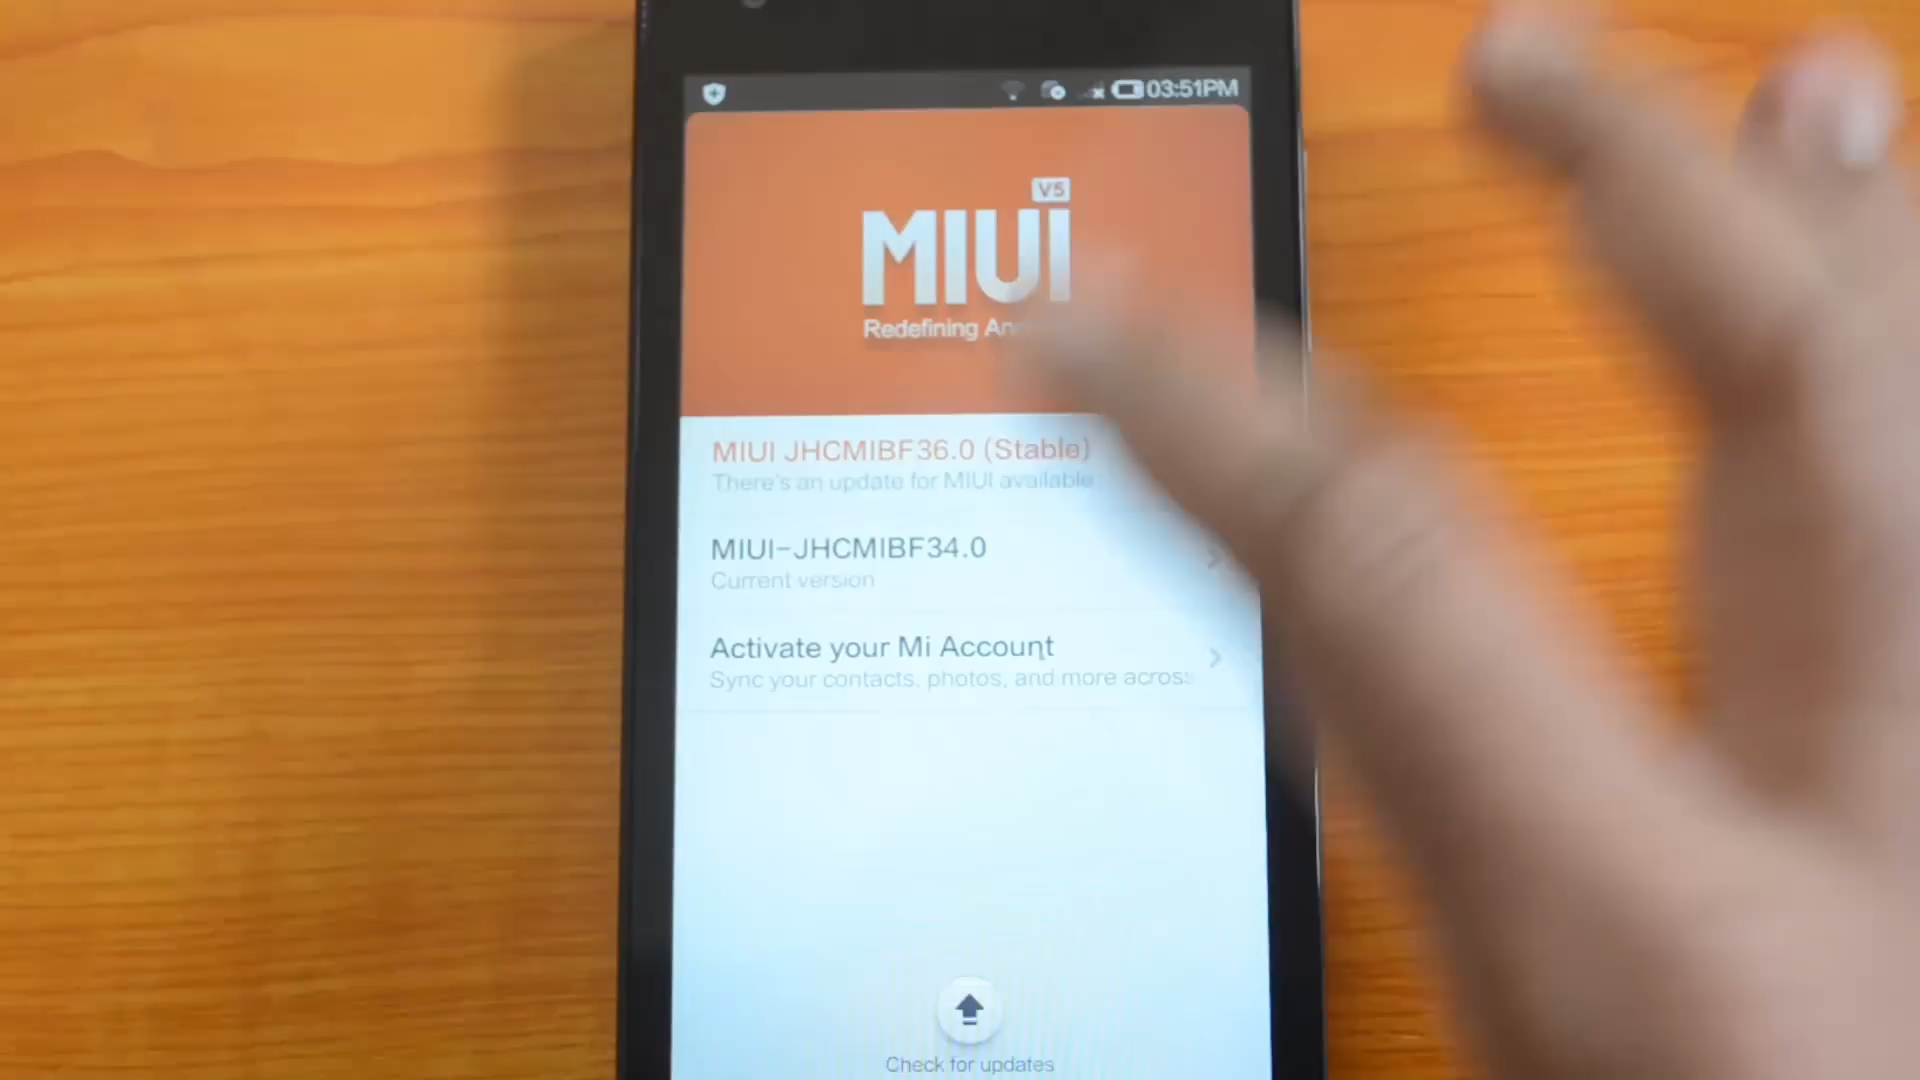 03:51PM
V5
MIUI
Redefining
MIUI JHCMIBF36.0 (Stable)
There's an update for MIUI available
MIUI-JHCMIBF34.0
Current version
Activate your Mi Account
Sync your contacts, photos, and more across
Check for updates